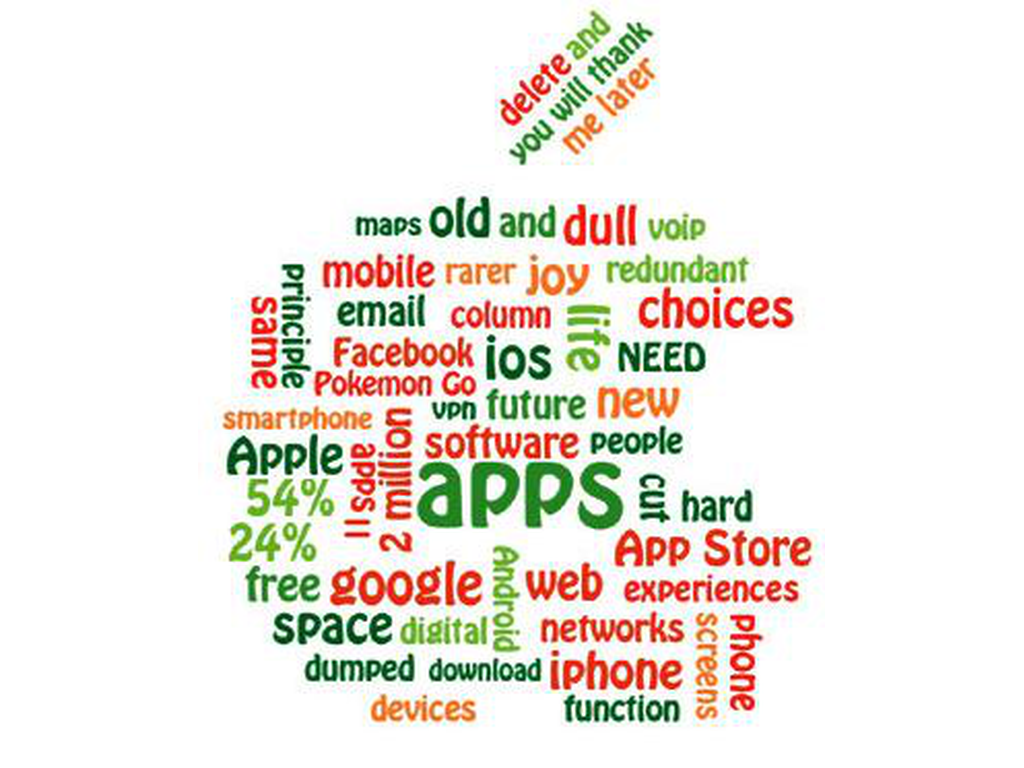 delete and
you will thank
me later
maps old and dull voip
mobile rarer joy redundant
principle
same
email column life choices
Facebook ios NEED
Pokemon Go
vpn future new
smartphone
2 million
software people
Apple
apps ll
apps
cut hard
54%
24%
App Store
free google Android web experiences
space digital networks
screens
phone
dumped download iphone
devices function